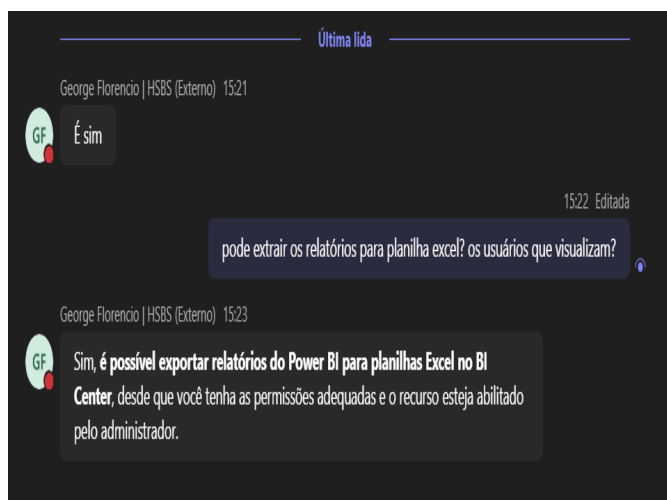 Última lida
George Florencio | HSBS (Externo) 15:21
GF
É sim
15:22 Editada
pode extrair os relatórios para planilha excel? os usuários que visualizam?
George Florencio | HSBS (Externo) 15:23
GF
Sim, é possível exportar relatórios do Power BI para planilhas Excel no BI
Center, desde que você tenha as permissões adequadas e o recurso esteja abilitado
pelo administrador.